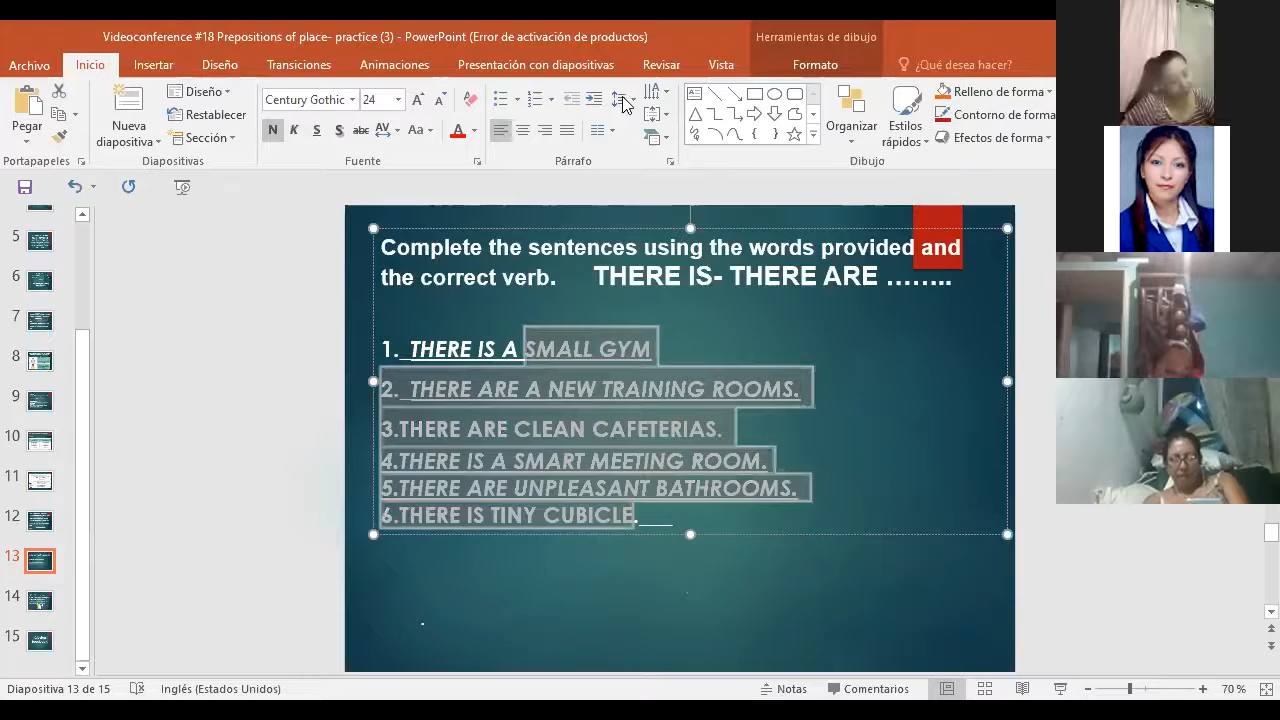 Videoconference #18 Prepositions of place- practice (3) - PowerPoint (Error de activación de productos)
Herramientas de dibujo
Archivo Inicio Insertar Diseño Transiciones Animaciones Presentación con diapositivas Revisar Vista Formato ¿Qué desea hacer?
Pegar
Nueva diapositiva
Diseño
Restablecer
Sección
Century Gothic 24
N K S S abc AV Aa A
Organizar
Estilos rápidos
Relleno de forma
Contorno de forma
Efectos de forma
Portapapeles Diapositivas Fuente Párrafo Dibujo
5
6
7
8
9
10
11
12
13
14
15
Complete the sentences using the words provided and
the correct verb. THERE IS- THERE ARE ……..
1._ THERE IS A SMALL GYM
2._ THERE ARE A NEW TRAINING ROOMS.
3.THERE ARE CLEAN CAFETERIAS.
4.THERE IS A SMART MEETING ROOM.
5.THERE ARE UNPLEASANT BATHROOMS.
6.THERE IS TINY CUBICLE.___
.
Diapositiva 13 de 15 Inglés (Estados Unidos) Notas Comentarios 70 %